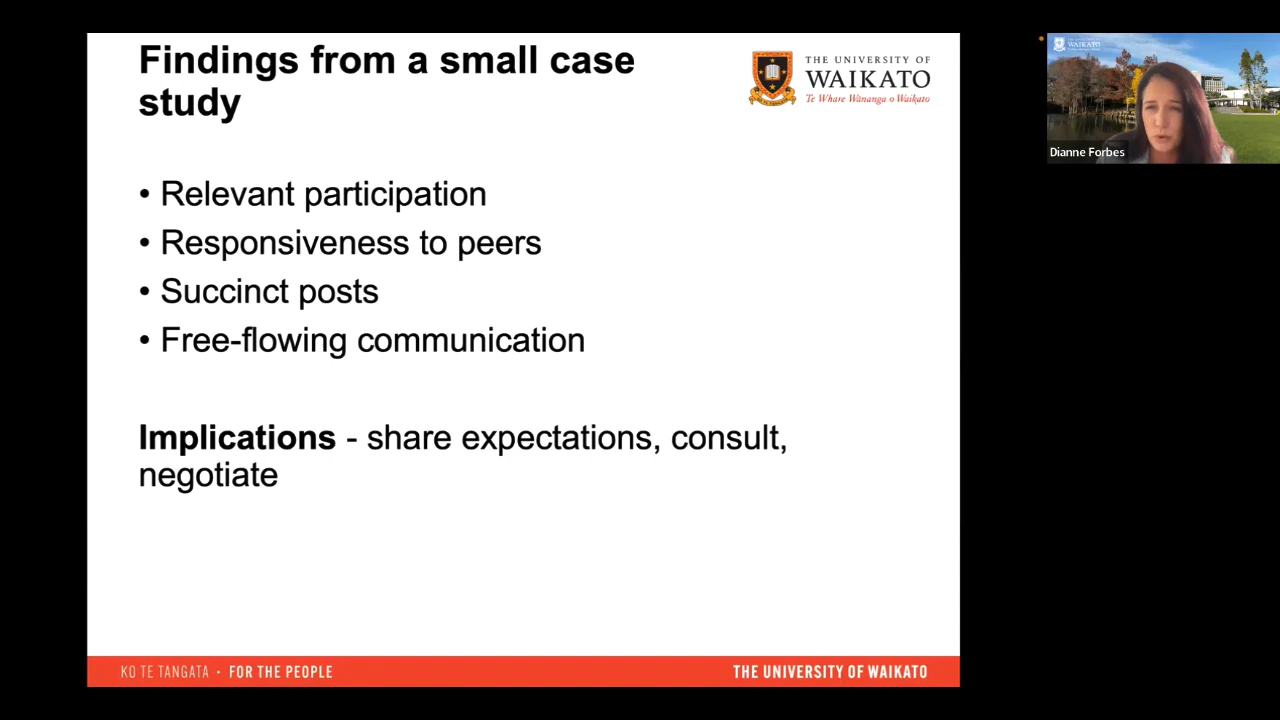 Findings from a small case
study
THE UNIVERSITY OF
WAIKATO
Te Whare Wānanga o Waikato
• Relevant participation
• Responsiveness to peers
• Succinct posts
• Free-flowing communication
Implications - share expectations, consult,
negotiate
KO TE TANGATA • FOR THE PEOPLE
THE UNIVERSITY OF WAIKATO
WAIKATO
Dianne Forbes